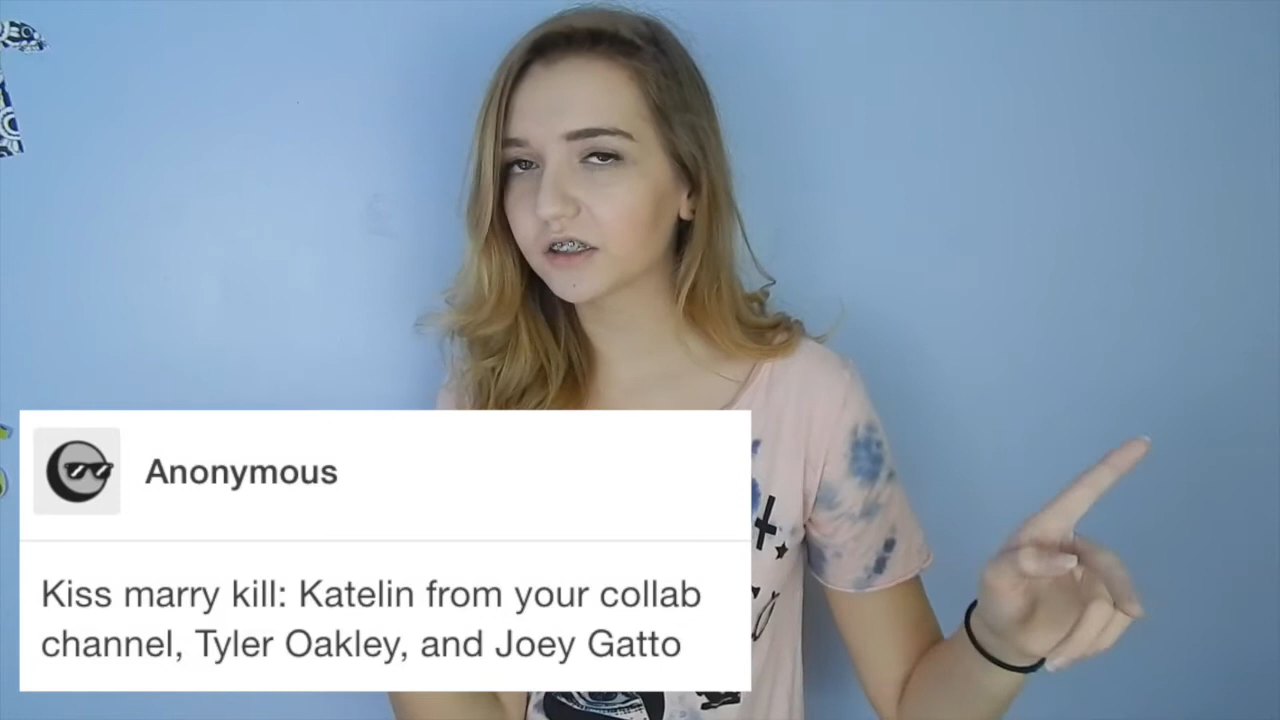 Anonymous
Kiss marry kill: Katelin from your collab
channel, Tyler Oakley, and Joey Gatto